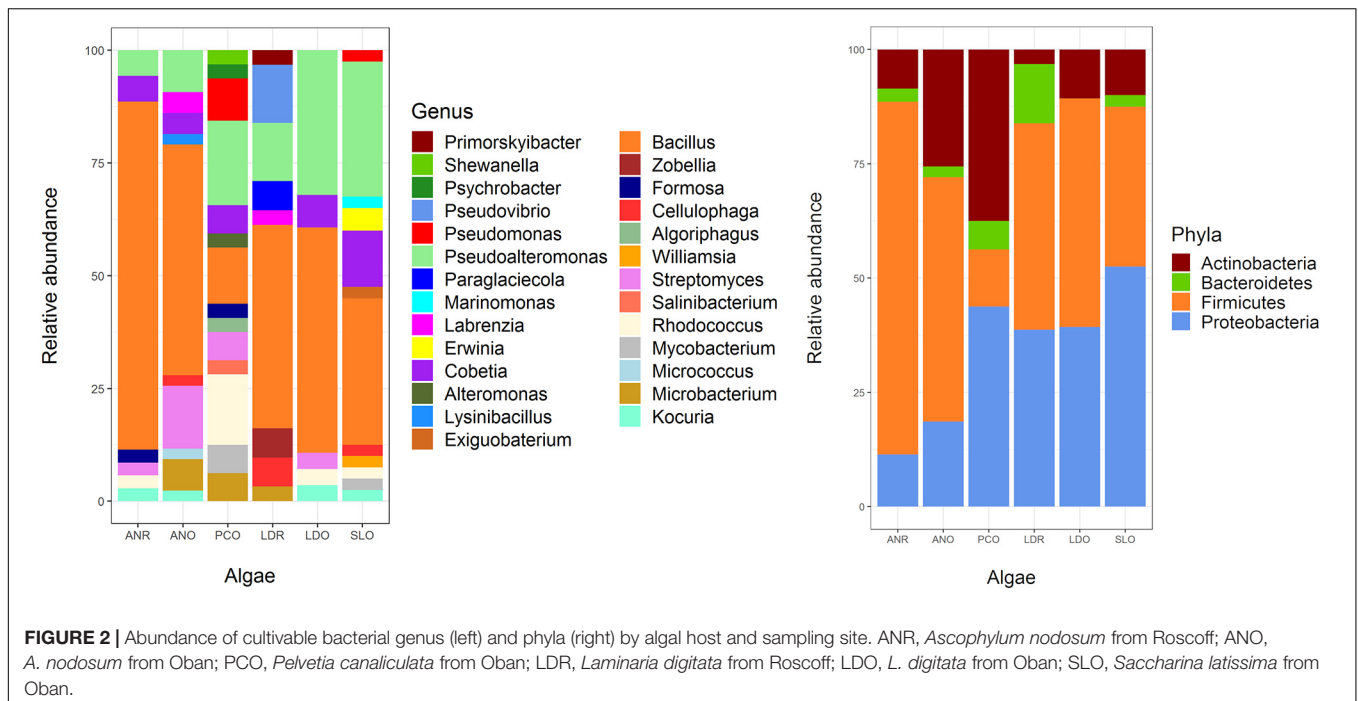 100
75
50
25
0
Relative abundance
ANR ANO PCO LDR LDO SLO
Algae
Genus
Primorskyibacter
Shewanella
Psychrobacter
Pseudovibrio
Pseudomonas
Pseudoalteromonas
Paraglaciecola
Marinomonas
Labrenzia
Erwinia
Cobetia
Alteromonas
Lysinibacillus
Exiguobaterium
Bacillus
Zobellia
Formosa
Cellulophaga
Algoriphagus
Williamsia
Streptomyces
Salinibacterium
Rhodococcus
Mycobacterium
Micrococcus
Microbacterium
Kocuria
100
75
50
25
0
Relative abundance
ANR ANO PCO LDR LDO SLO
Algae
Phyla
Actinobacteria
Bacteroidetes
Firmicutes
Proteobacteria
FIGURE 2 | Abundance of cultivable bacterial genus (left) and phyla (right) by algal host and sampling site. ANR, Ascophylum nodosum from Roscoff; ANO,
A. nodosum from Oban; PCO, Pelvetia canaliculata from Oban; LDR, Laminaria digitata from Roscoff; LDO, L. digitata from Oban; SLO, Saccharina latissima from
Oban.